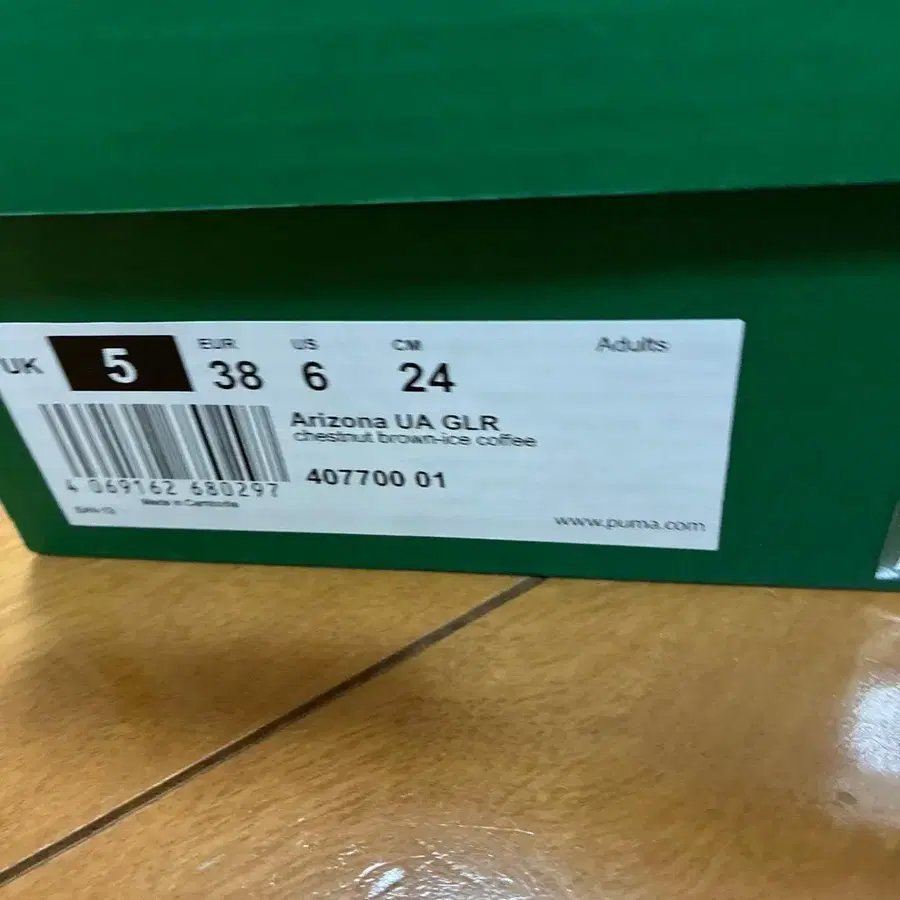 UK 5 EUR 38 US 6 CM 24 Adults
Arizona UA GLR
chestnut brown-ice coffee
407700 01
4 069162 680297
Made in Cambodia
www.puma.com